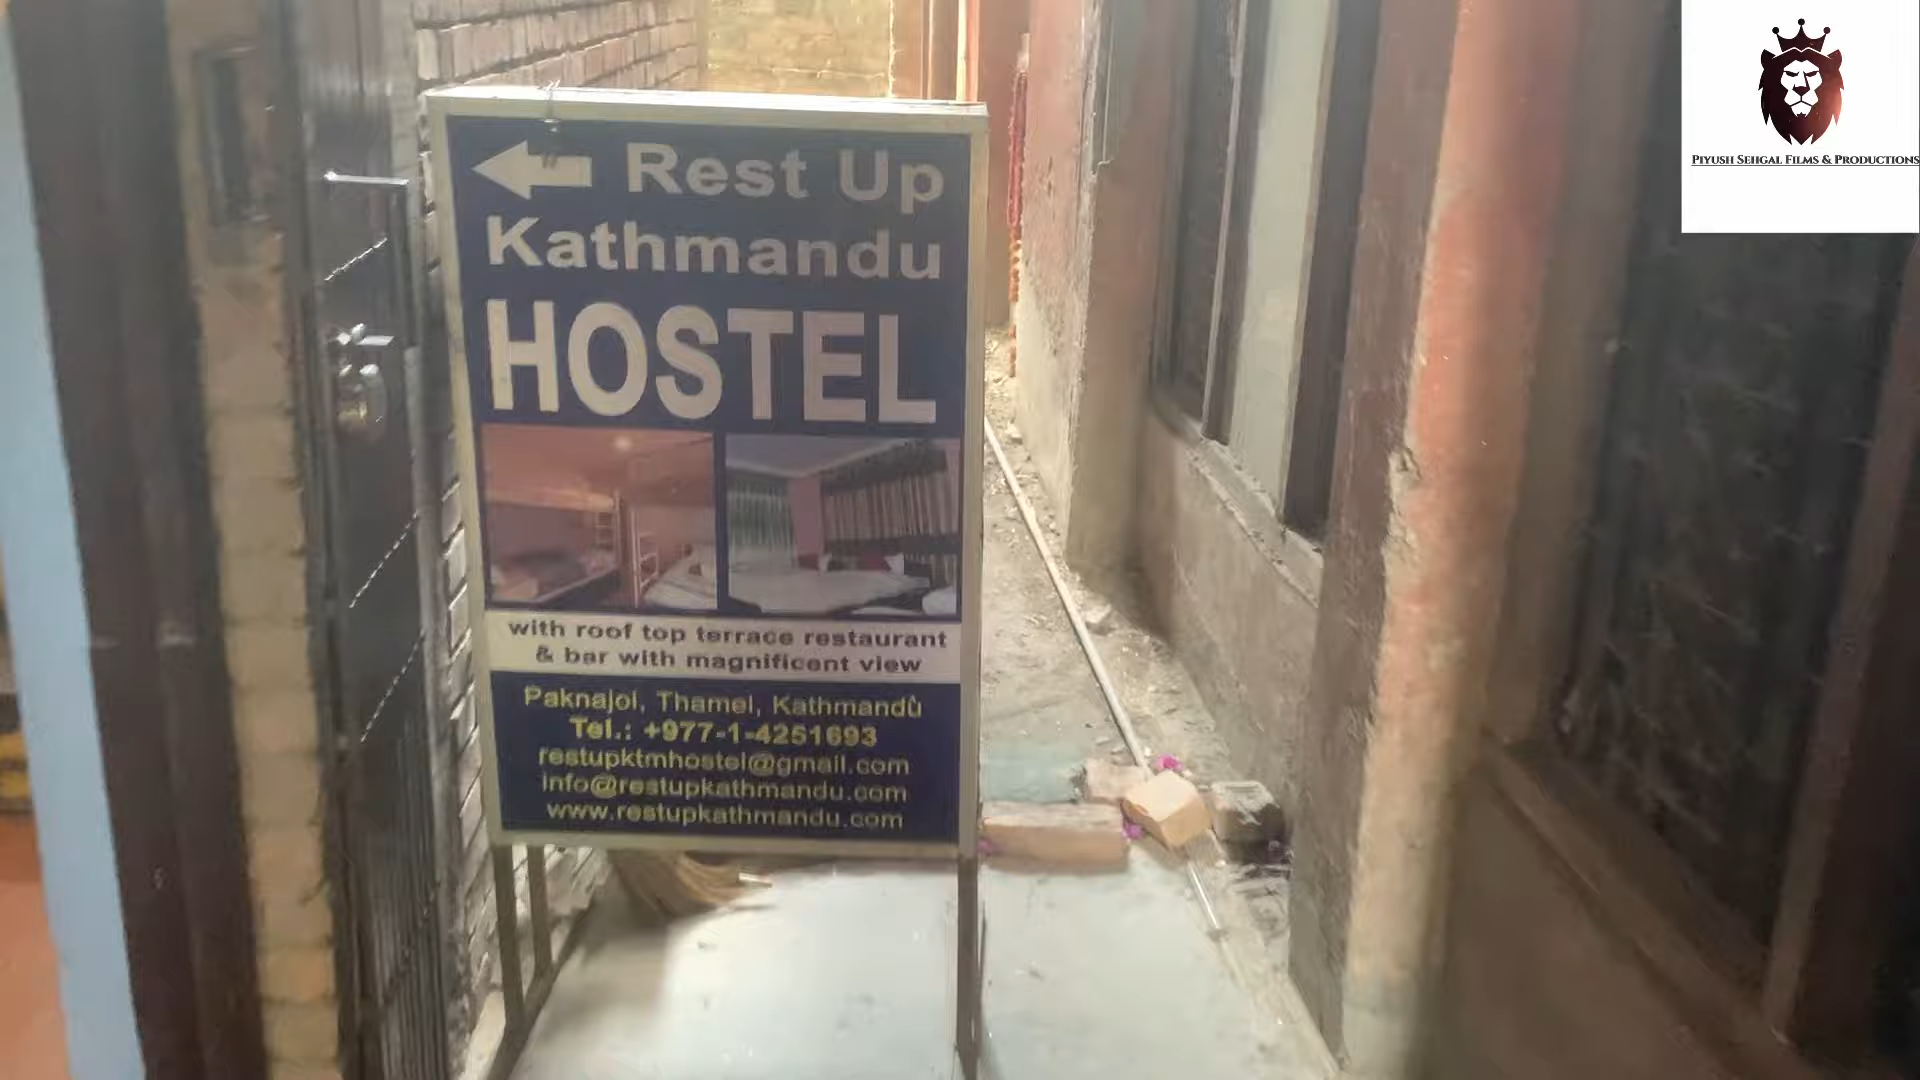 Rest Up
Kathmandu
HOSTEL
with roof top terrace restaurant
& bar with magnificent view
Paknajol, Thamel, Kathmandu
Tel.: +977-1-4251693
restupktmhostel@gmail.com
info@restupkathmandu.com
www.restupkathmandu.com
PIYUSH SEHGAL FILMS & PRODUCTIONS